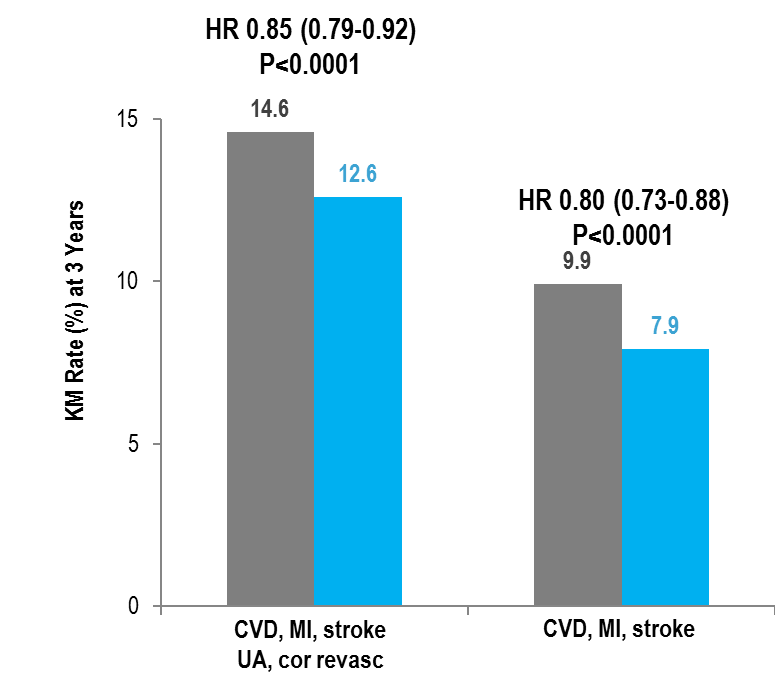 HR 0.85 (0.79-0.92)
P<0.0001
14.6
12.6
HR 0.80 (0.73-0.88)
P<0.0001
9.9
7.9
KM Rate (%) at 3 Years
15
10
5
0
CVD, MI, stroke
UA, cor revasc
CVD, MI, stroke